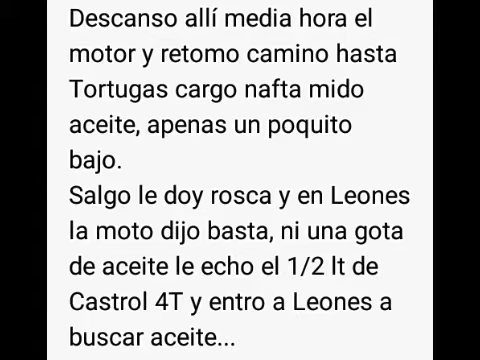 Descanso allí media hora el
motor y retomo camino hasta
Tortugas cargo nafta mido
aceite, apenas un poquito
bajo.
Salgo le doy rosca y en Leones
la moto dijo basta, ni una gota
de aceite le echo el 1/2 lt de
Castrol 4T y entro a Leones a
buscar aceite...